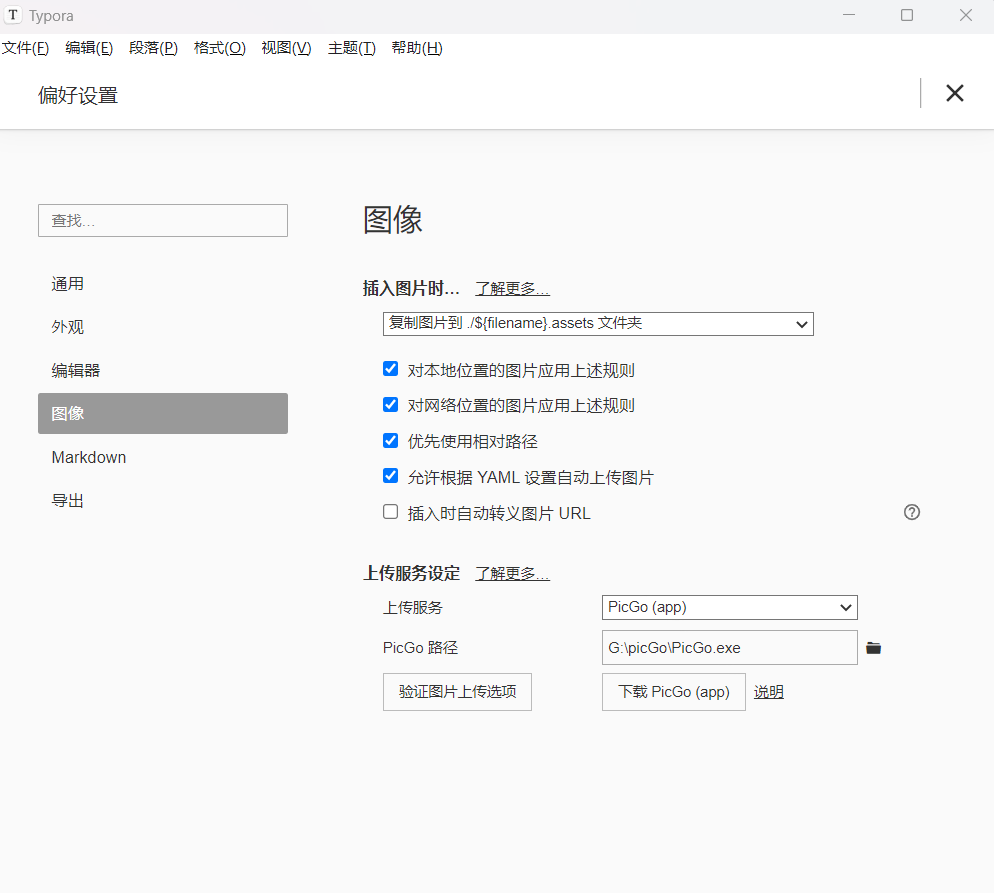 Typora
文件(F) 编辑(E) 段落(P) 格式(O) 视图(V) 主题(T) 帮助(H)
偏好设置
查找...
通用
外观
编辑器
图像
Markdown
导出
图像
插入图片时... 了解更多...
复制图片到 ./${filename}.assets 文件夹
对本地位置的图片应用上述规则
对网络位置的图片应用上述规则
优先使用相对路径
允许根据 YAML 设置自动上传图片
插入时自动转义图片 URL
上传服务设定 了解更多...
上传服务 PicGo (app)
PicGo 路径 G:\picGo\PicGo.exe
验证图片上传选项 下载 PicGo (app) 说明